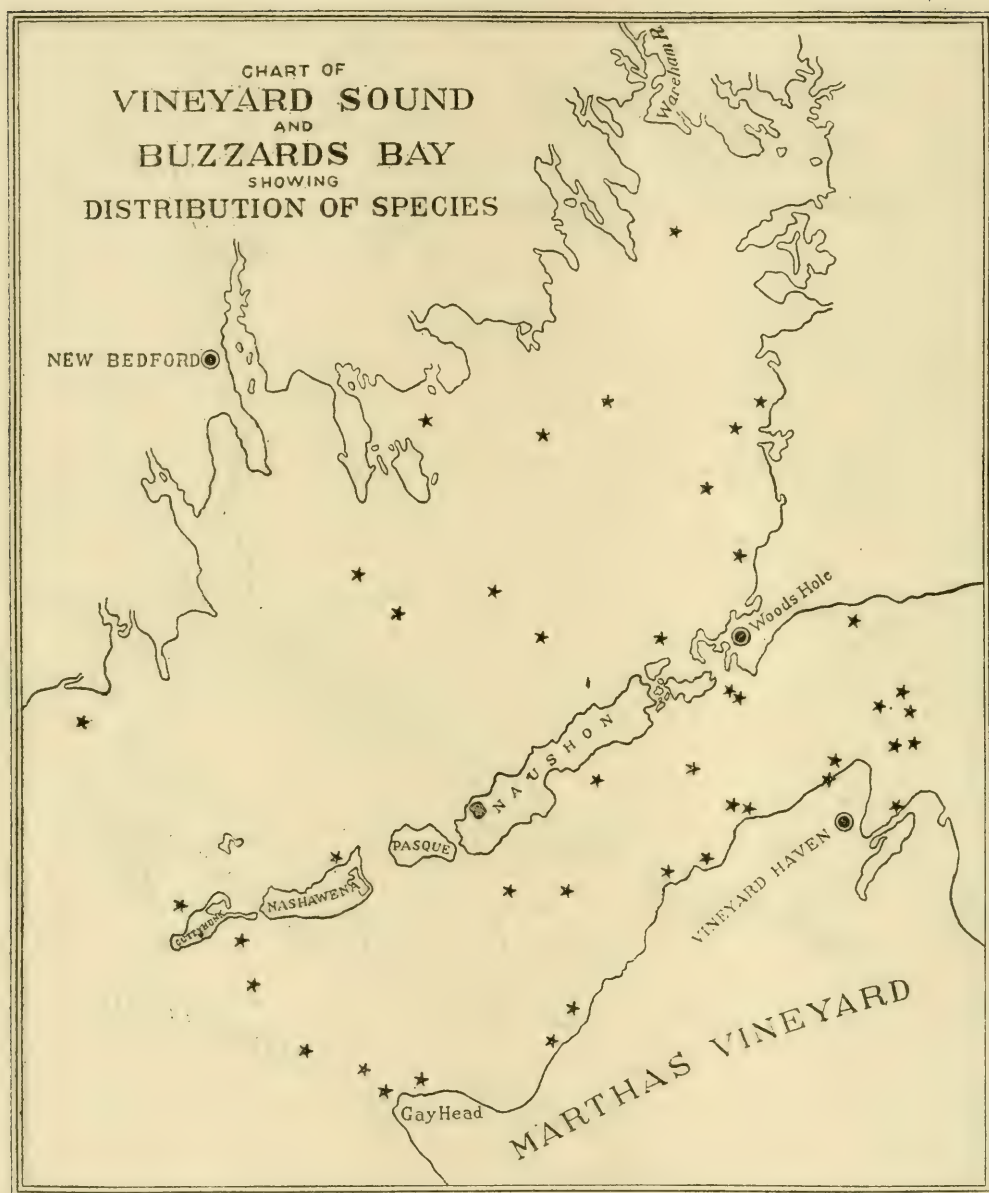 CHART OF
VINEYARD SOUND
AND
BUZZARDS BAY
SHOWING
DISTRIBUTION OF SPECIES
Wareham R.
NEW BEDFORD
Woods Hole
NAUSHON
PASQUE
NASHAWENA
CUTTYHUNK
VINEYARD HAVEN
MARTHAS VINEYARD
Gay Head